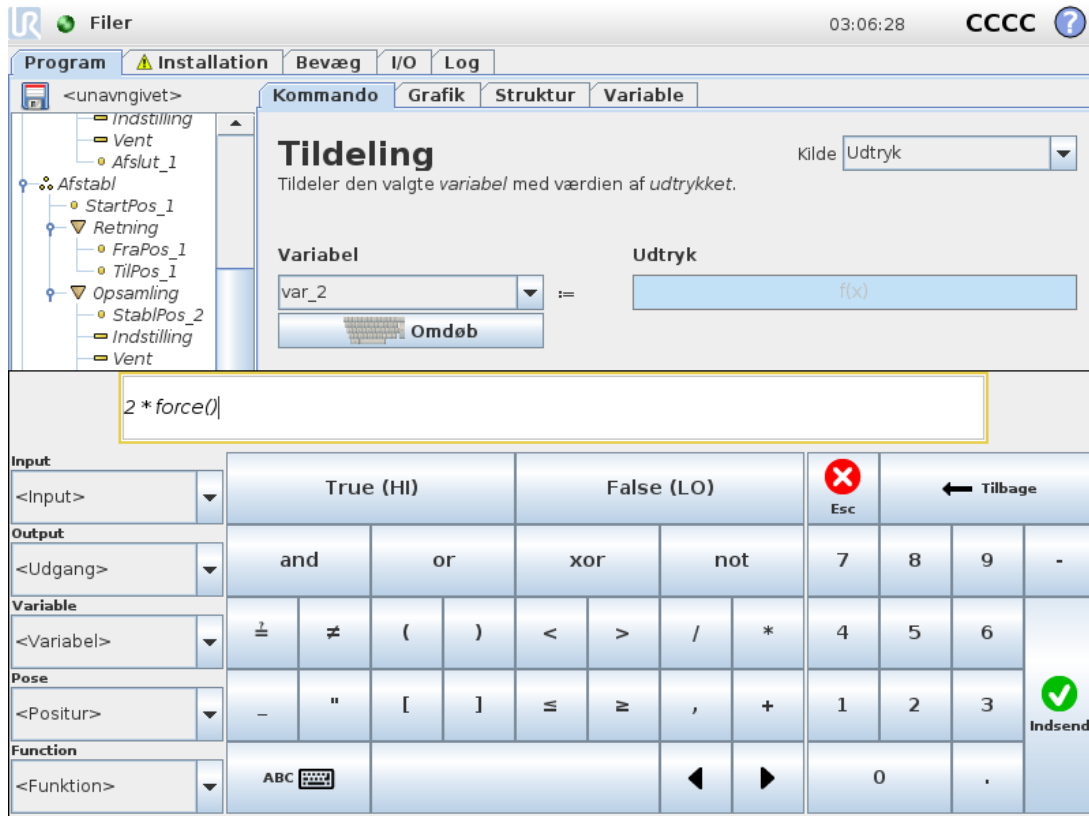 UR Filer 03:06:28 CCCC ?
Program Installation Bevæg I/O Log
<unavngivet> Kommando Grafik Struktur Variable
Indstilling
Vent
Afslut_1
Afstabl
StartPos_1
Retning
FraPos_1
TilPos_1
Opsamling
StablPos_2
Indstilling
Vent
Tildeling
Kilde Udtryk
Tildeler den valgte variabel med værdien af udtrykket.
Variabel Udtryk
var_2 := f(x)
Omdøb
2 * force()
Input
<Input>
Output
<Udgang>
Variable
<Variabel>
Pose
<Positur>
Function
<Funktion>
True (HI) False (LO) Esc Tilbage
and or xor not 7 8 9 -
≟ ≠ ( ) < > / * 4 5 6
_ " [ ] ≤ ≥ , + 1 2 3 Indsend
ABC 0 .